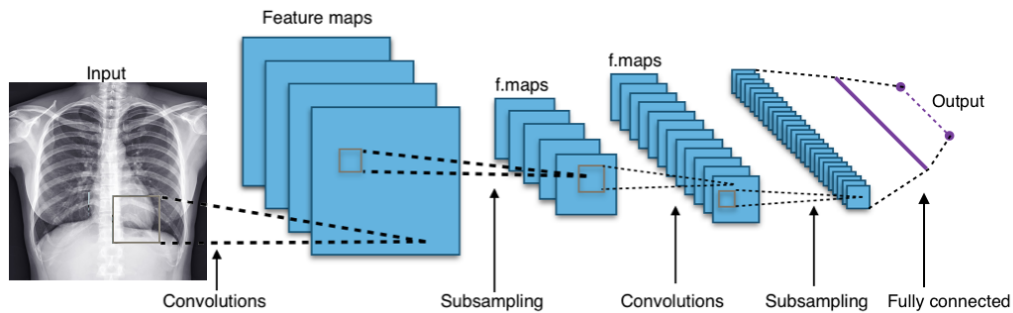 Feature maps
Input
f.maps
f.maps
Output
Convolutions
Subsampling
Convolutions
Subsampling
Fully connected